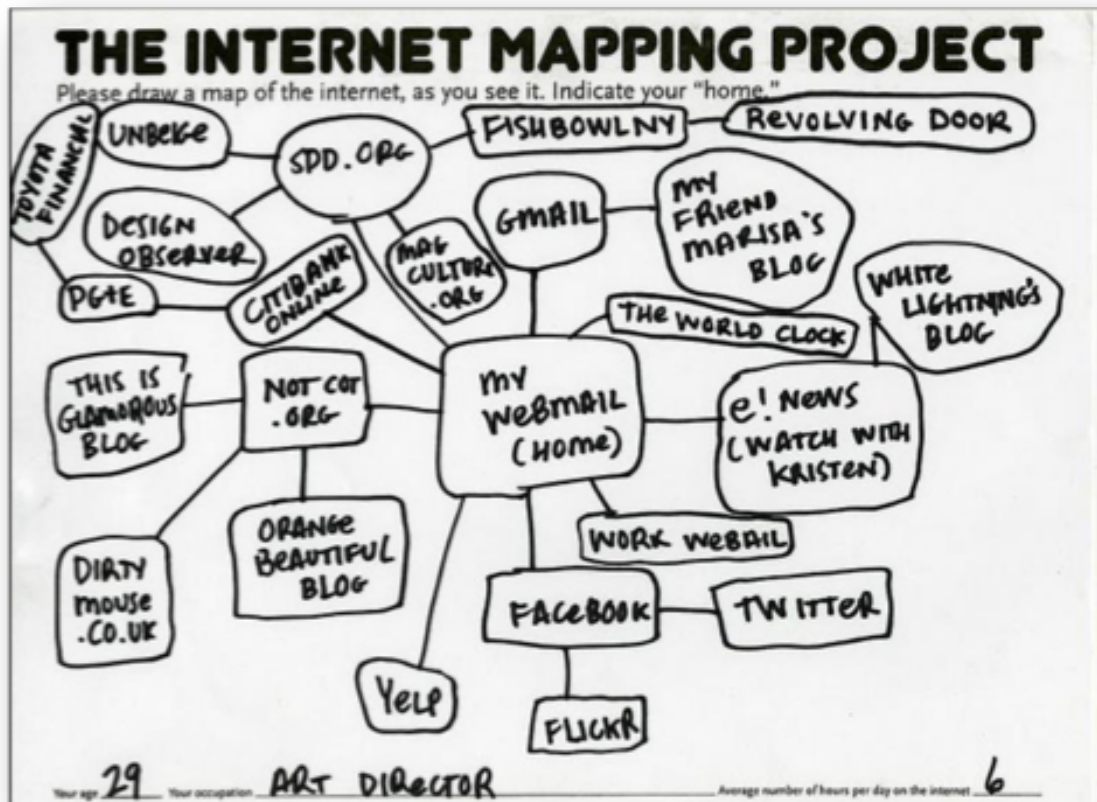 THE INTERNET MAPPING PROJECT
Please draw a map of the internet, as you see it. Indicate your "home."
TOYOTA
FINANCIAL
UNBEIGE
SPD.ORG
FISHBOWLNY
REVOLVING DOOR
DESIGN
OBSERVER
MAG
CULTURE
.ORG
GMAIL
MY
FRIEND
MARISA'S
BLOG
PG+E
CITIBANK
ONLINE
THE WORLD CLOCK
WHITE
LIGHTNING'S
BLOG
THIS IS
GLAMOROUS
BLOG
NOT COT
.ORG
MY
WEBMAIL
(HOME)
e! NEWS
(WATCH WITH
KRISTEN)
DIRTY
MOUSE
.CO.UK
ORANGE
BEAUTIFUL
BLOG
WORK WEBAIL
FACEBOOK
TWITTER
YELP
FLICKR
Your age 29 Your occupation ART DIRECTOR Average number of hours per day on the internet 6